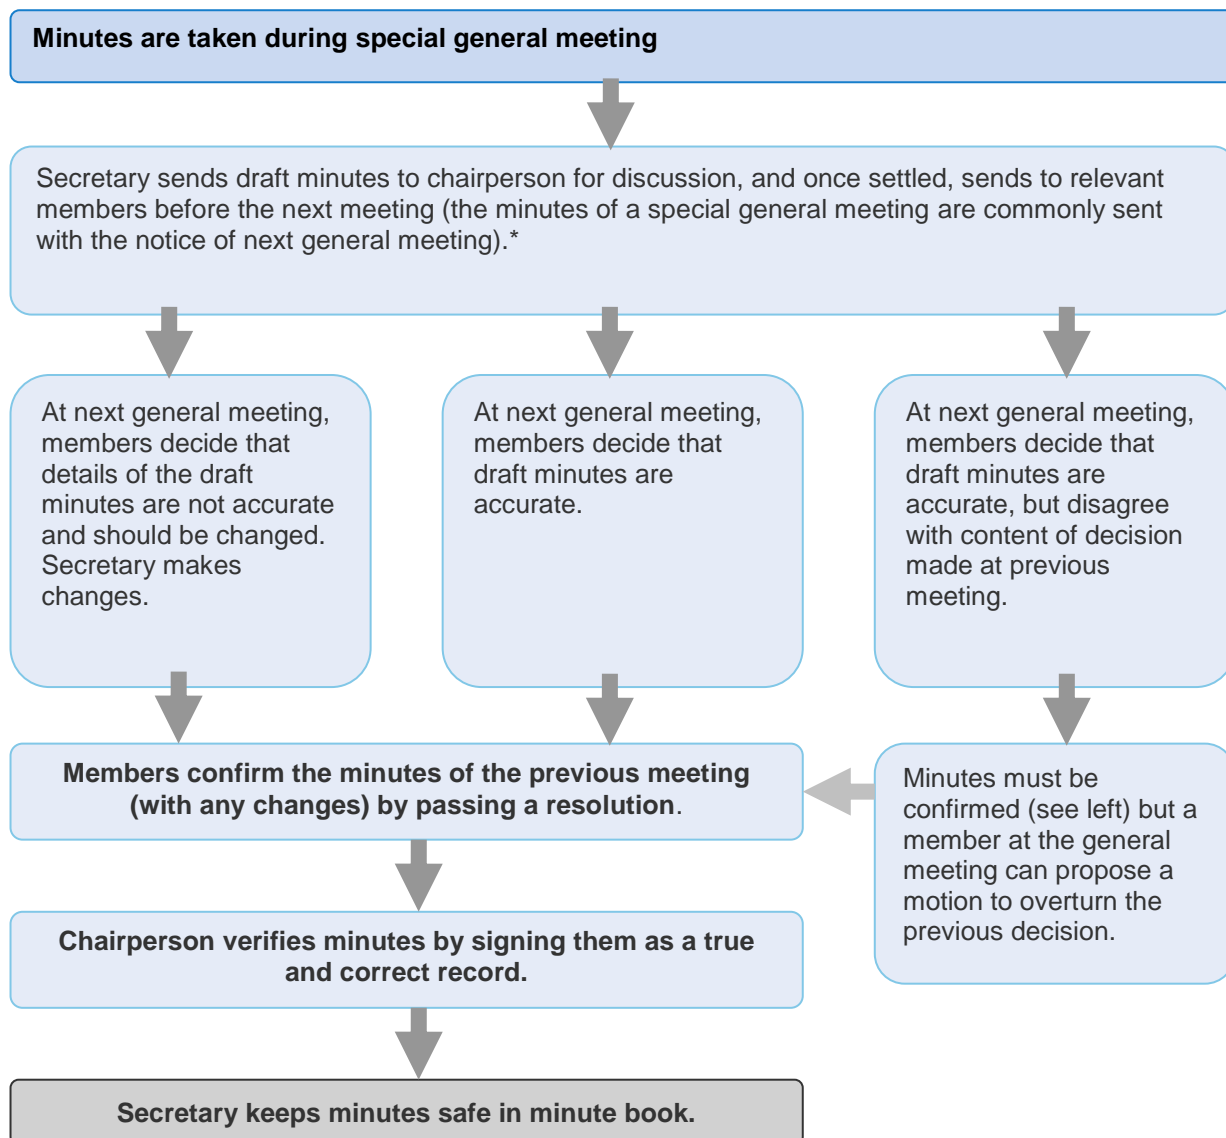 Minutes are taken during special general meeting
Secretary sends draft minutes to chairperson for discussion, and once settled, sends to relevant
members before the next meeting (the minutes of a special general meeting are commonly sent
with the notice of next general meeting).*
At next general meeting,
members decide that
details of the draft
minutes are not accurate
and should be changed.
Secretary makes
changes.
At next general meeting,
members decide that
draft minutes are
accurate.
At next general meeting,
members decide that
draft minutes are
accurate, but disagree
with content of decision
made at previous
meeting.
Members confirm the minutes of the previous meeting
(with any changes) by passing a resolution.
Minutes must be
confirmed (see left) but a
member at the general
meeting can propose a
motion to overturn the
previous decision.
Chairperson verifies minutes by signing them as a true
and correct record.
Secretary keeps minutes safe in minute book.